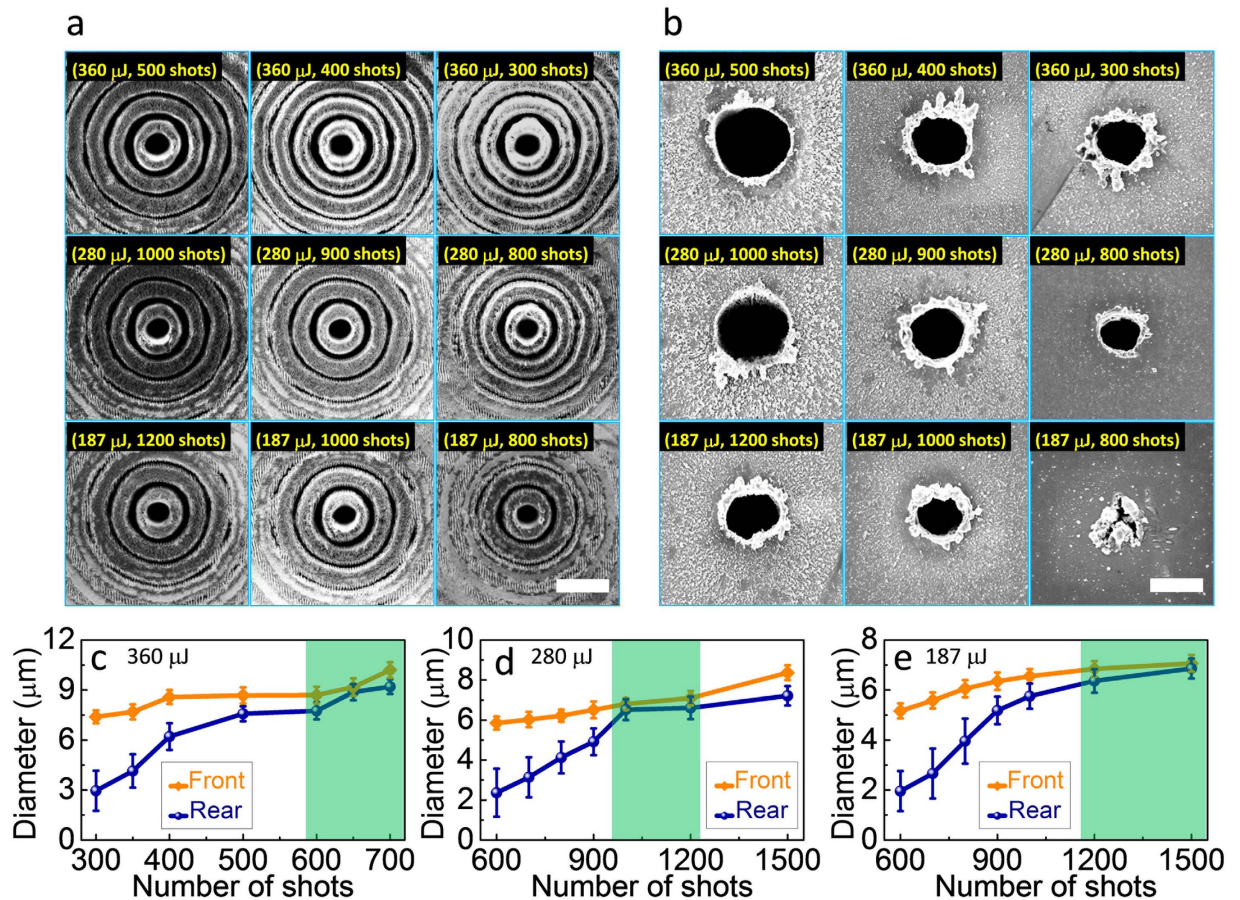 a
(360 μJ, 500 shots) (360 μJ, 400 shots) (360 μJ, 300 shots)
(280 μJ, 1000 shots) (280 μJ, 900 shots) (280 μJ, 800 shots)
(187 μJ, 1200 shots) (187 μJ, 1000 shots) (187 μJ, 800 shots)
b
(360 μJ, 500 shots) (360 μJ, 400 shots) (360 μJ, 300 shots)
(280 μJ, 1000 shots) (280 μJ, 900 shots) (280 μJ, 800 shots)
(187 μJ, 1200 shots) (187 μJ, 1000 shots) (187 μJ, 800 shots)
c 360 μJ
Diameter (μm)
12
9
6
3
0
Front
Rear
300 400 500 600 700
Number of shots
d 280 μJ
Diameter (μm)
10
8
6
4
2
0
Front
Rear
600 900 1200 1500
Number of shots
e 187 μJ
Diameter (μm)
8
6
4
2
0
Front
Rear
600 900 1200 1500
Number of shots